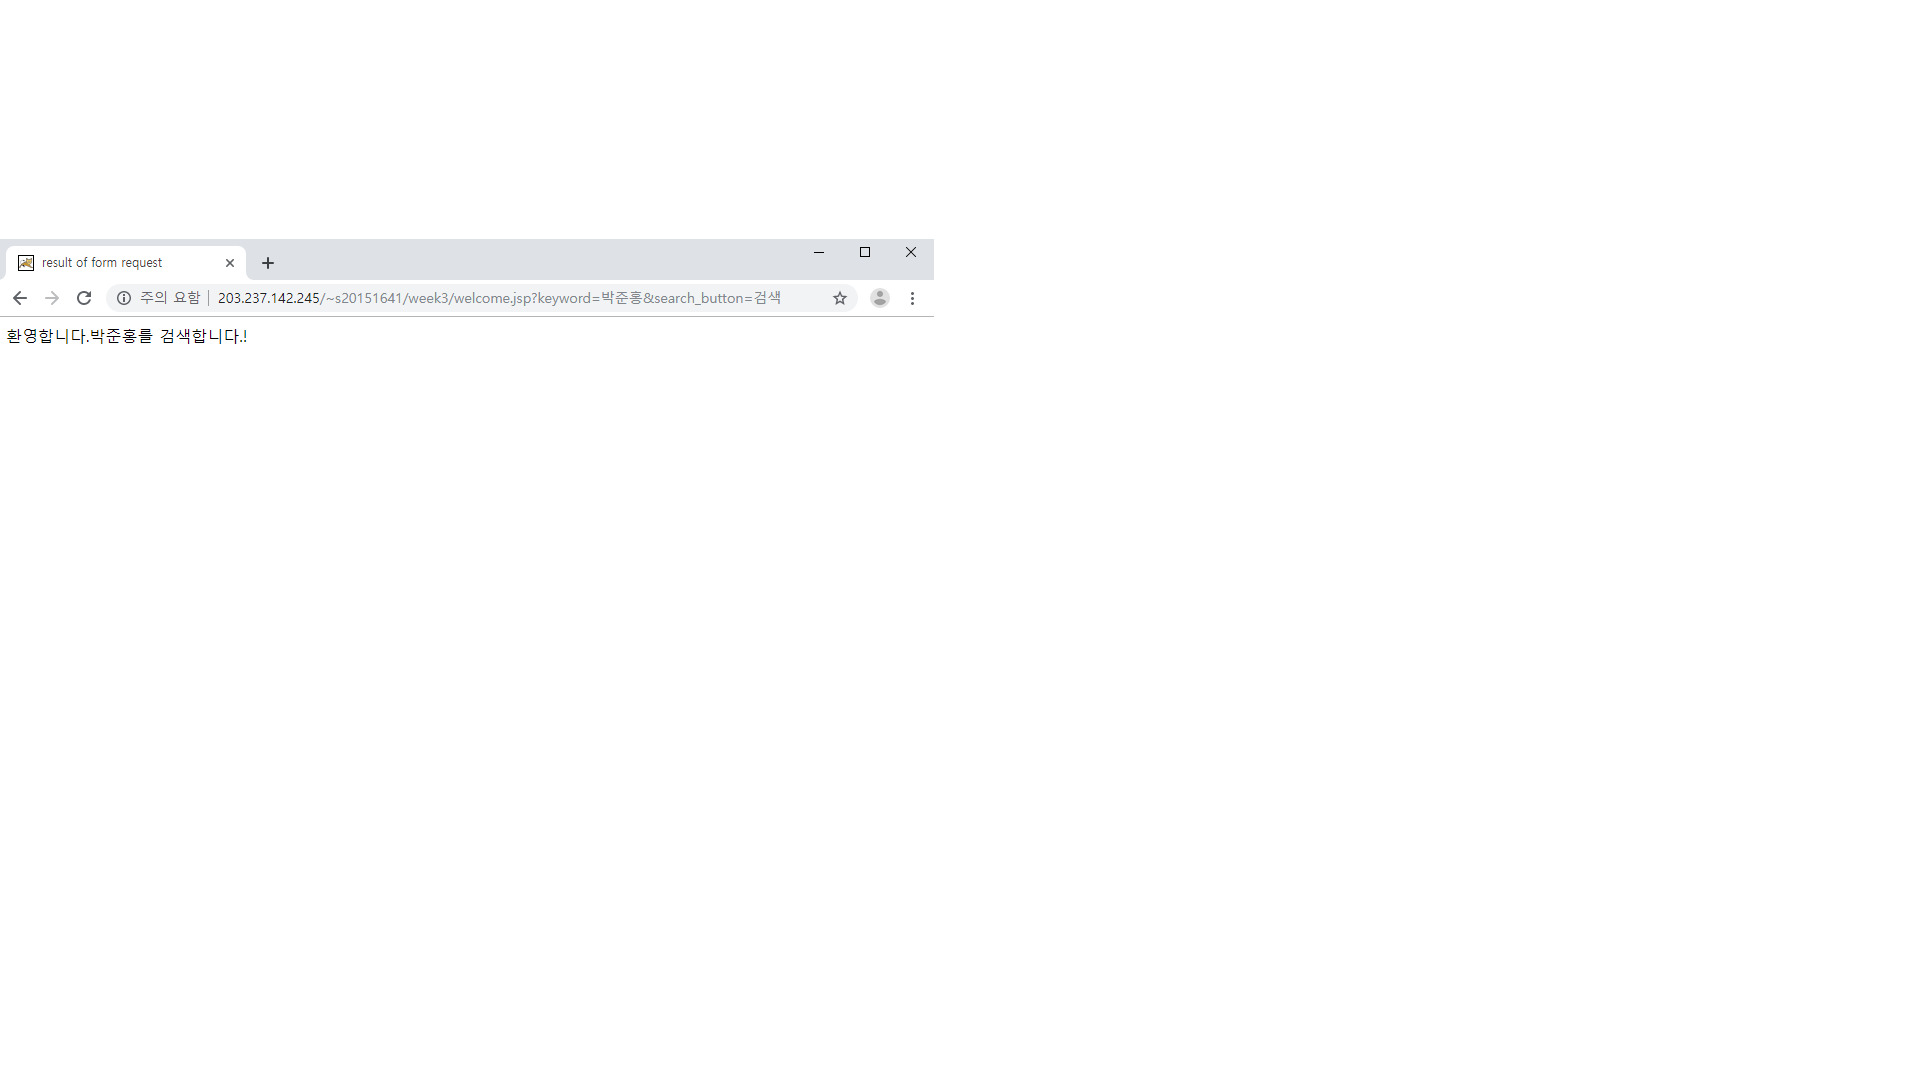 result of form request
주의 요함 203.237.142.245/~s20151641/week3/welcome.jsp?keyword=박준홍&search_button=검색
환영합니다.박준홍를 검색합니다.!